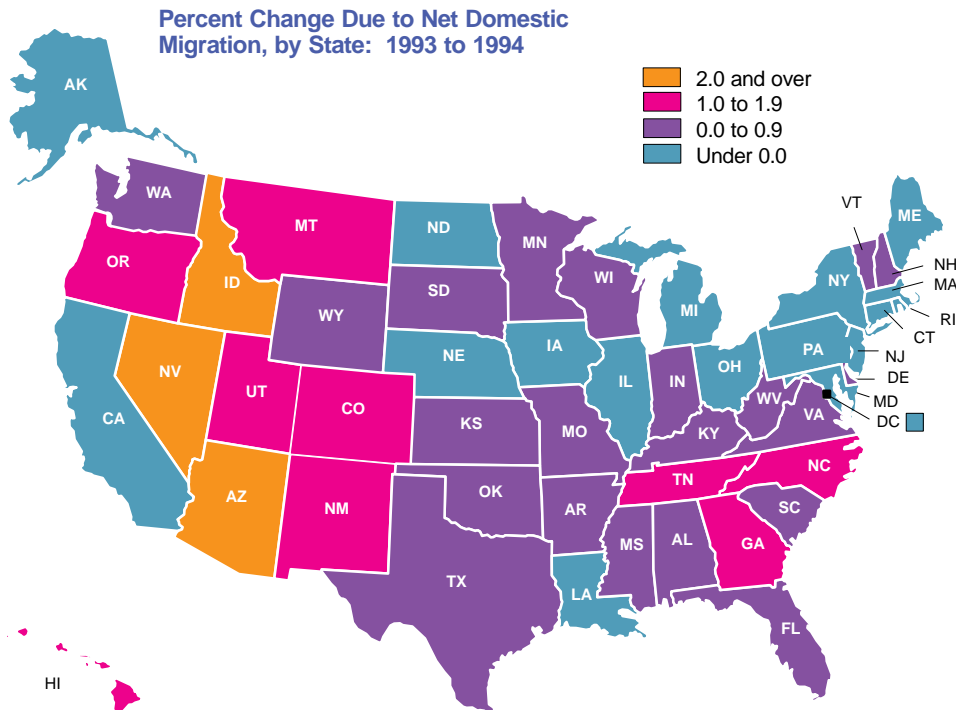 Percent Change Due to Net Domestic
Migration, by State: 1993 to 1994
2.0 and over
1.0 to 1.9
0.0 to 0.9
Under 0.0
AK
WA
MT
ND
MN
VT
ME
OR
ID
SD
WI
NH
MA
WY
MI
NY
RI
CT
NV
NE
IA
PA
NJ
UT
CO
IL
IN
OH
DE
MD
CA
KS
MO
KY
WV
VA
DC
AZ
NM
OK
AR
TN
NC
SC
MS
AL
GA
TX
LA
FL
HI